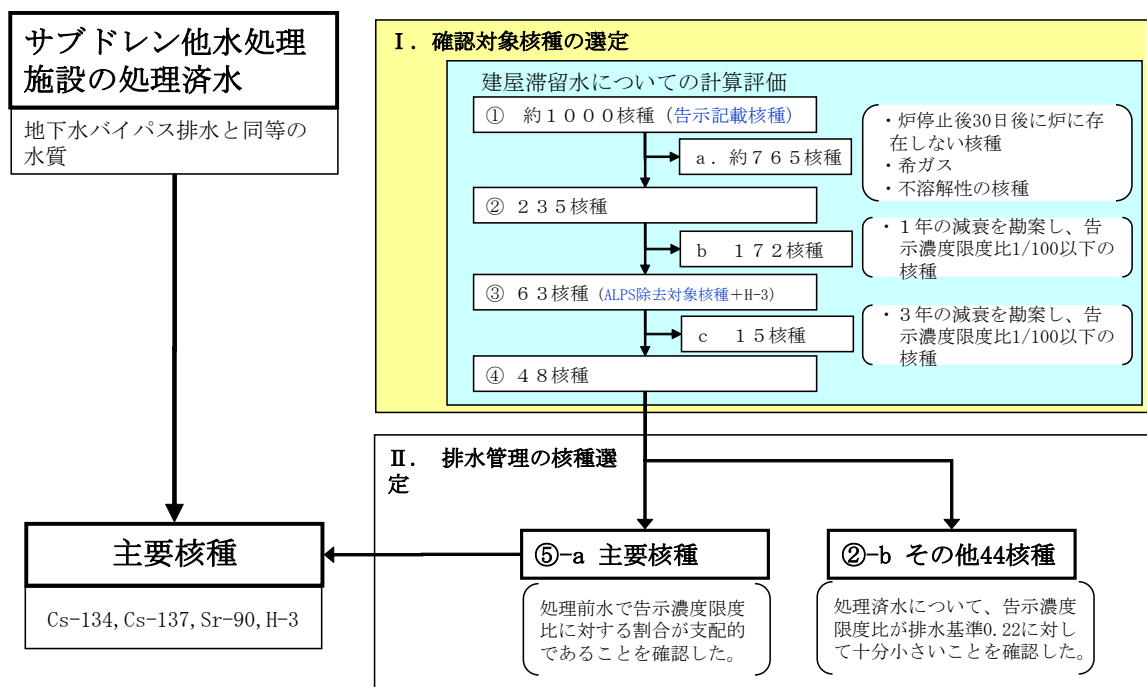 サブドレン他水処理
施設の処理済水
地下水バイパス排水と同等の
水質
Ⅰ．確認対象核種の選定
建屋滞留水についての計算評価
① 約１０００核種（告示記載核種）
a．約７６５核種
・炉停止後30日後に炉に存
在しない核種
・希ガス
・不溶解性の核種
② ２３５核種
b １７２核種
・１年の減衰を勘案し、告
示濃度限度比1/100以下の
核種
③ ６３核種（ALPS除去対象核種＋H-3）
c １５核種
・３年の減衰を勘案し、告
示濃度限度比1/100以下の
核種
④ ４８核種
Ⅱ． 排水管理の核種選
定
主要核種
Cs-134,Cs-137,Sr-90,H-3
⑤-a 主要核種
処理前水で告示濃度限度
比に対する割合が支配的
であることを確認した。
②-b その他44核種
処理済水について、告示濃度
限度比が排水基準0.22に対し
て十分小さいことを確認した。